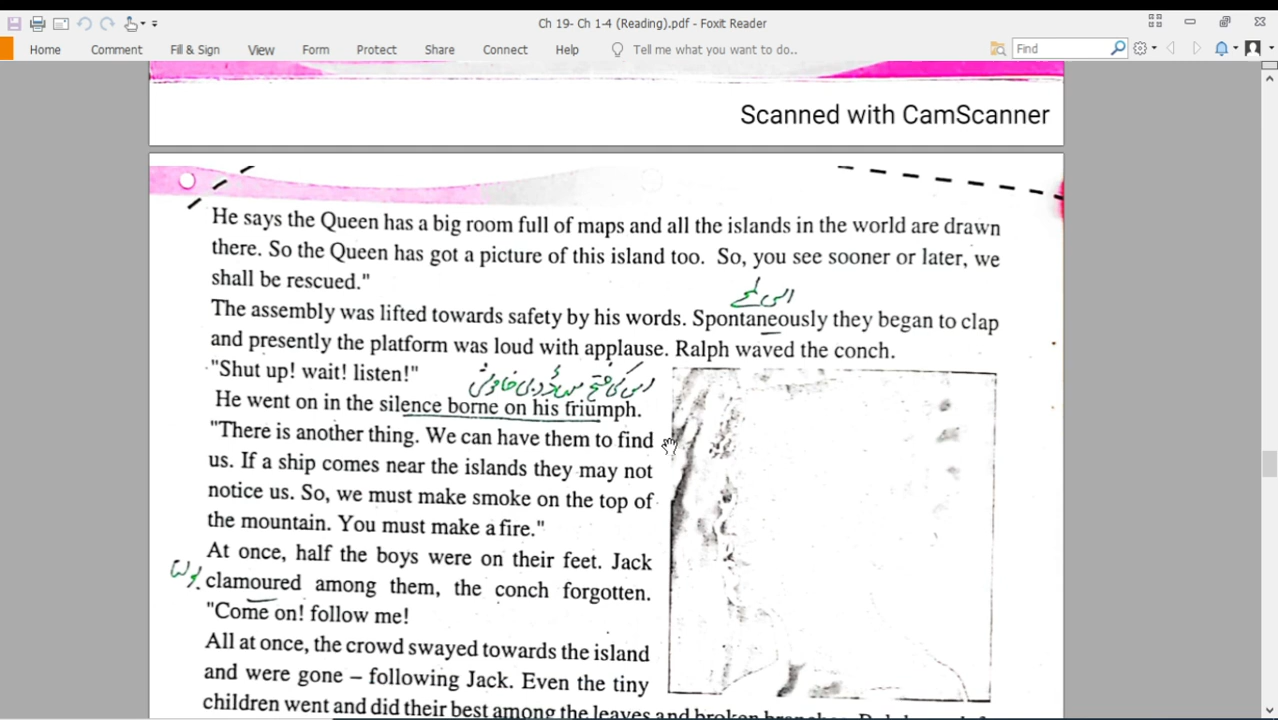 Ch 19- Ch 1-4 (Reading).pdf - Foxit Reader
Home Comment Fill & Sign View Form Protect Share Connect Help Tell me what you want to do.. Find
Scanned with CamScanner
He says the Queen has a big room full of maps and all the islands in the world are drawn
there. So the Queen has got a picture of this island too. So, you see sooner or later, we
shall be rescued."
اسی لمحے
The assembly was lifted towards safety by his words. Spontaneously they began to clap
and presently the platform was loud with applause. Ralph waved the conch.
"Shut up! wait! listen!"
اس کی فتح میں خاموشی
He went on in the silence borne on his triumph.
"There is another thing. We can have them to find
us. If a ship comes near the islands they may not
notice us. So, we must make smoke on the top of
the mountain. You must make a fire."
At once, half the boys were on their feet. Jack
clamoured among them, the conch forgotten.
"Come on! follow me!
All at once, the crowd swayed towards the island
and were gone – following Jack. Even the tiny
children went and did their best among the leaves and broken branches.